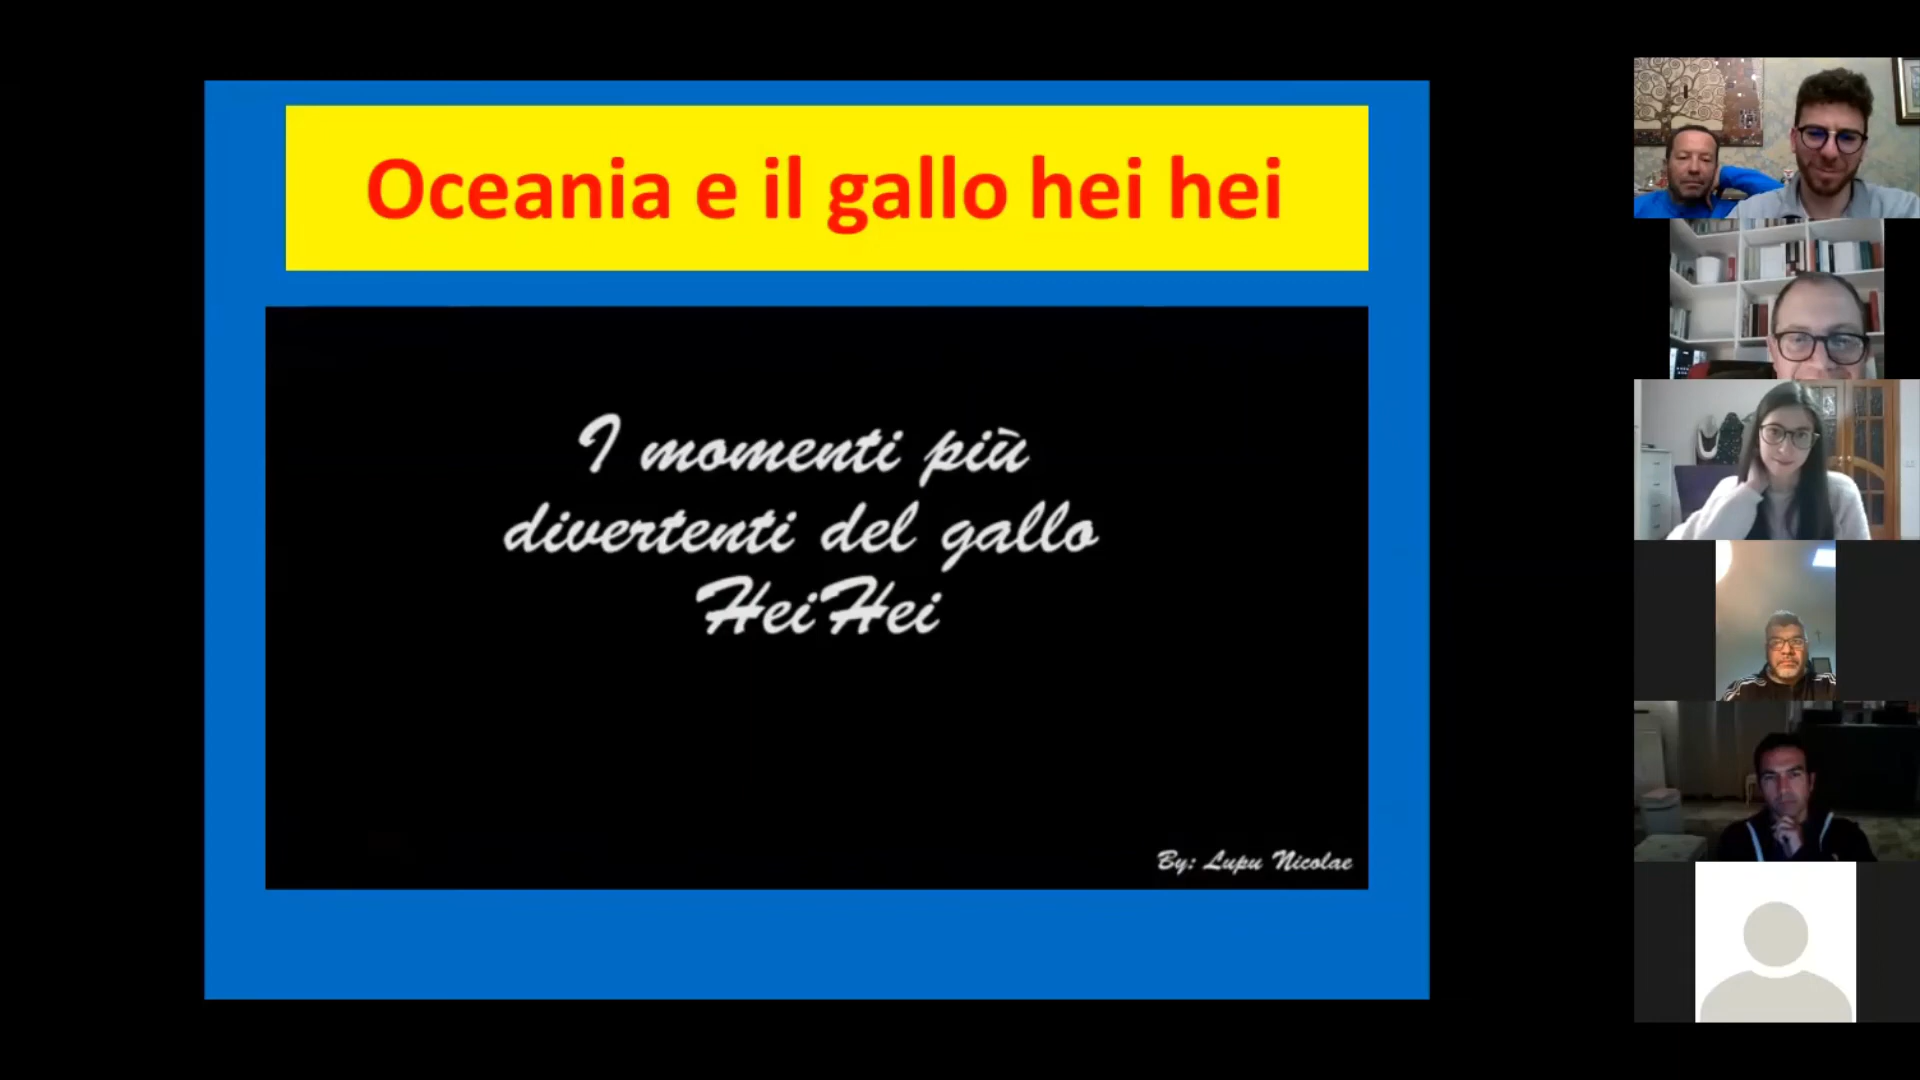 Oceania e il gallo hei hei
I momenti più
divertenti del gallo
HeiHei
By: Lupu Nicolae